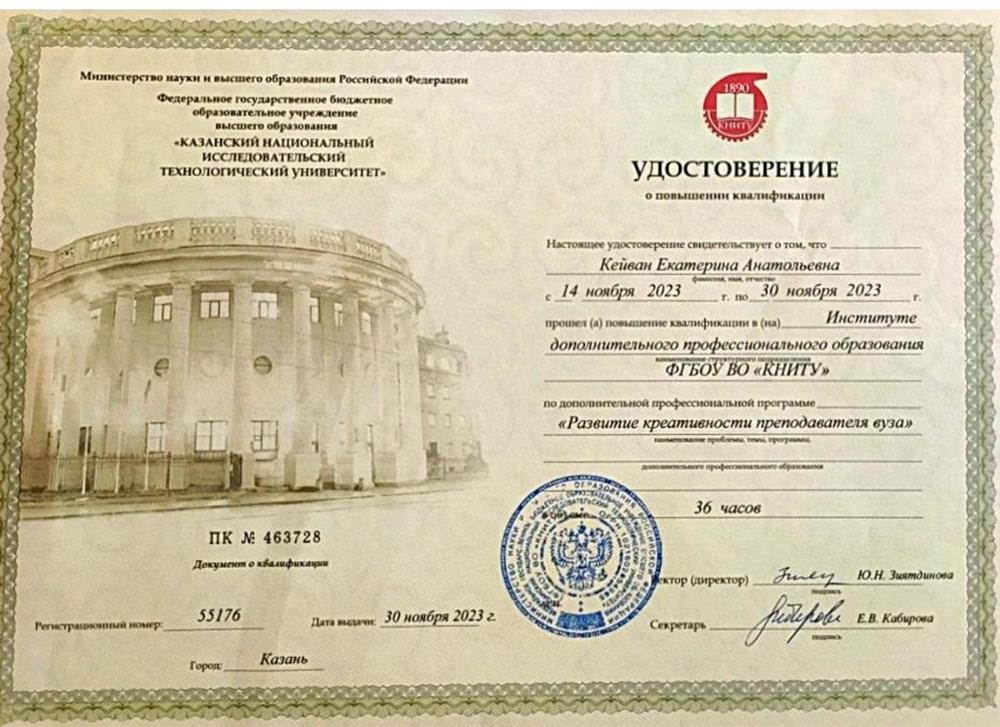 Министерство науки и высшего образования Российской Федерации
Федеральное государственное бюджетное
образовательное учреждение
высшего образования
«КАЗАНСКИЙ НАЦИОНАЛЬНЫЙ
ИССЛЕДОВАТЕЛЬСКИЙ
ТЕХНОЛОГИЧЕСКИЙ УНИВЕРСИТЕТ»
ПК № 463728
Документ о квалификации
Регистрационный номер: 55176
Дата выдачи: 30 ноября 2023 г.
Город: Казань
1890
КНИТУ
УДОСТОВЕРЕНИЕ
о повышении квалификации
Настоящее удостоверение свидетельствует о том, что
Кейван Екатерина Анатольевна
фамилия, имя, отчество
с 14 ноября 2023 г. по 30 ноября 2023 г.
прошел (а) повышение квалификации в (на) Институте
дополнительного профессионального образования
наименование структурного подразделения
ФГБОУ ВО «КНИТУ»
по дополнительной профессиональной программе
«Развитие креативности преподавателя вуза»
наименование проблемы, темы, программы,
дополнительного профессионального образования
в объеме 36 часов
ектор (директор) Ю.Н. Зиятдинова
подпись
Секретарь Е.В. Кабирова
подпись